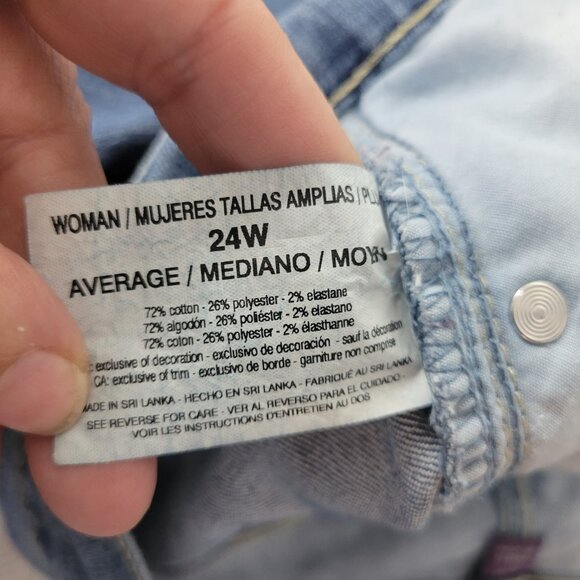 WOMAN / MUJERES TALLAS AMPLIAS / PLU
24W
AVERAGE / MEDIANO / MOYEN
72% cotton - 26% polyester - 2% elastane
72% algodón - 26% poliéster - 2% elastano
72% coton - 26% polyester - 2% élasthanne
: exclusive of decoration - exclusivo de decoración - sauf la décoration
CA: exclusive of trim - exclusivo de borde - garniture non comprise
MADE IN SRI LANKA - HECHO EN SRI LANKA - FABRIQUÉ AU SRI LANKA
SEE REVERSE FOR CARE - VER AL REVERSO PARA EL CUIDADO -
VOIR LES INSTRUCTIONS D'ENTRETIEN AU DOS